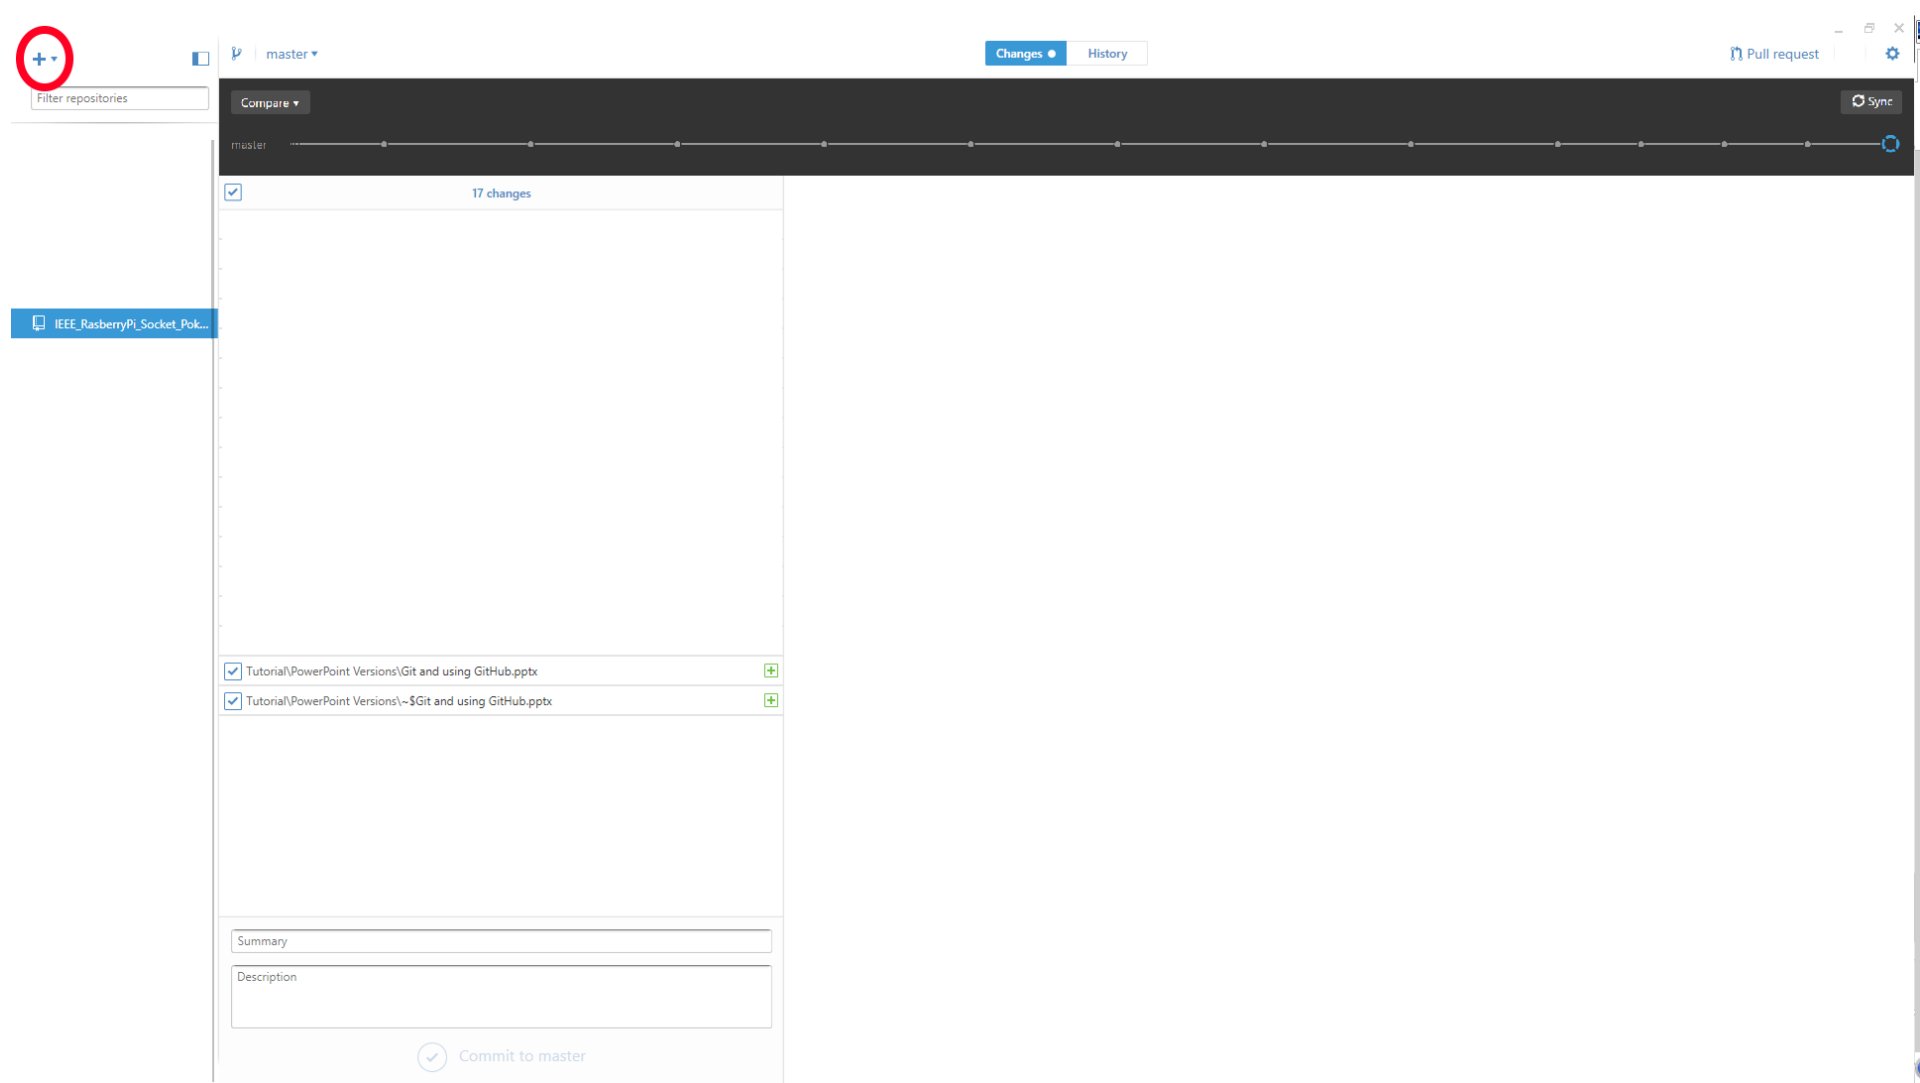 master ▾
Changes
History
Pull request
Filter repositories
Compare ▾
Sync
master
17 changes
IEEE_RasberryPi_Socket_Pok...
Tutorial\PowerPoint Versions\Git and using GitHub.pptx
Tutorial\PowerPoint Versions\~$Git and using GitHub.pptx
Summary
Description
Commit to master